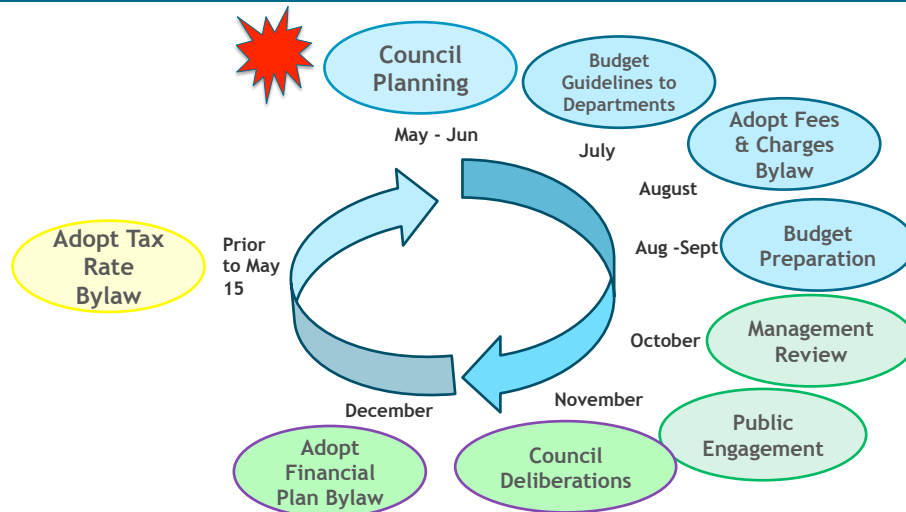 Council
Planning
Budget
Guidelines to
Departments
May - Jun
July
Adopt Fees
& Charges
Bylaw
August
Adopt Tax
Rate
Bylaw
Prior
to May
15
Aug -Sept
Budget
Preparation
October
Management
Review
November
Public
Engagement
December
Adopt
Financial
Plan Bylaw
Council
Deliberations